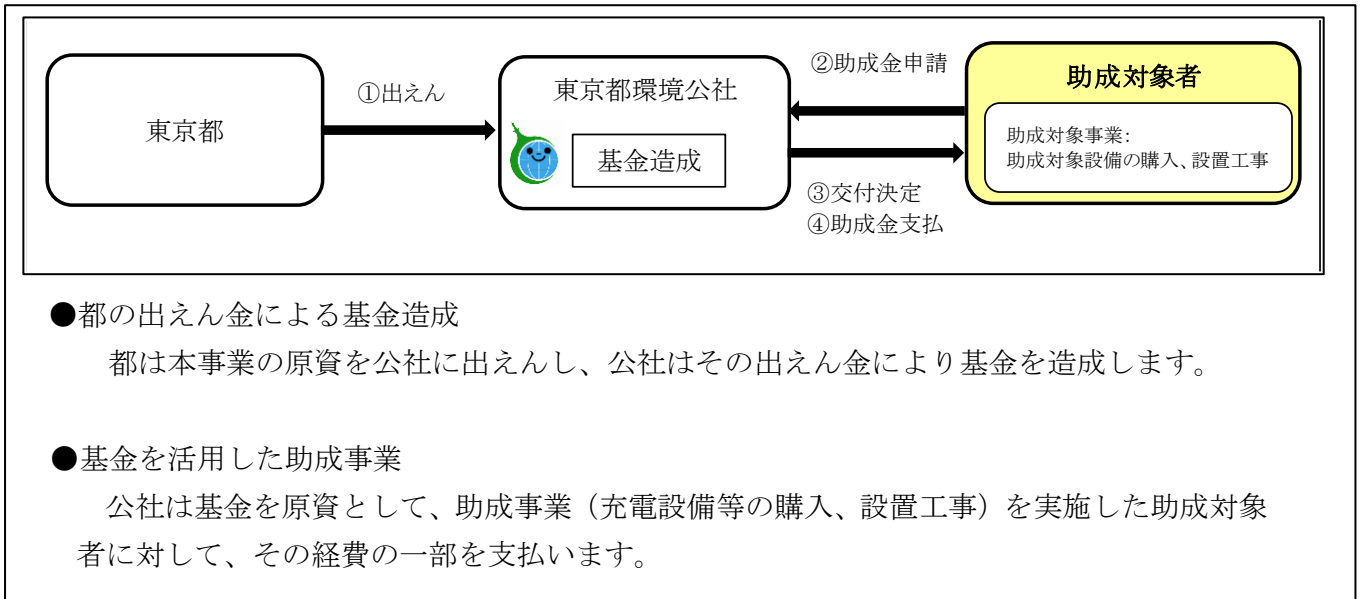 東京都
①出えん
東京都環境公社
基金造成
②助成金申請
③交付決定
④助成金支払
助成対象者
助成対象事業:
助成対象設備の購入、設置工事
●都の出えん金による基金造成
都は本事業の原資を公社に出えんし、公社はその出えん金により基金を造成します。
●基金を活用した助成事業
公社は基金を原資として、助成事業（充電設備等の購入、設置工事）を実施した助成対象
者に対して、その経費の一部を支払います。